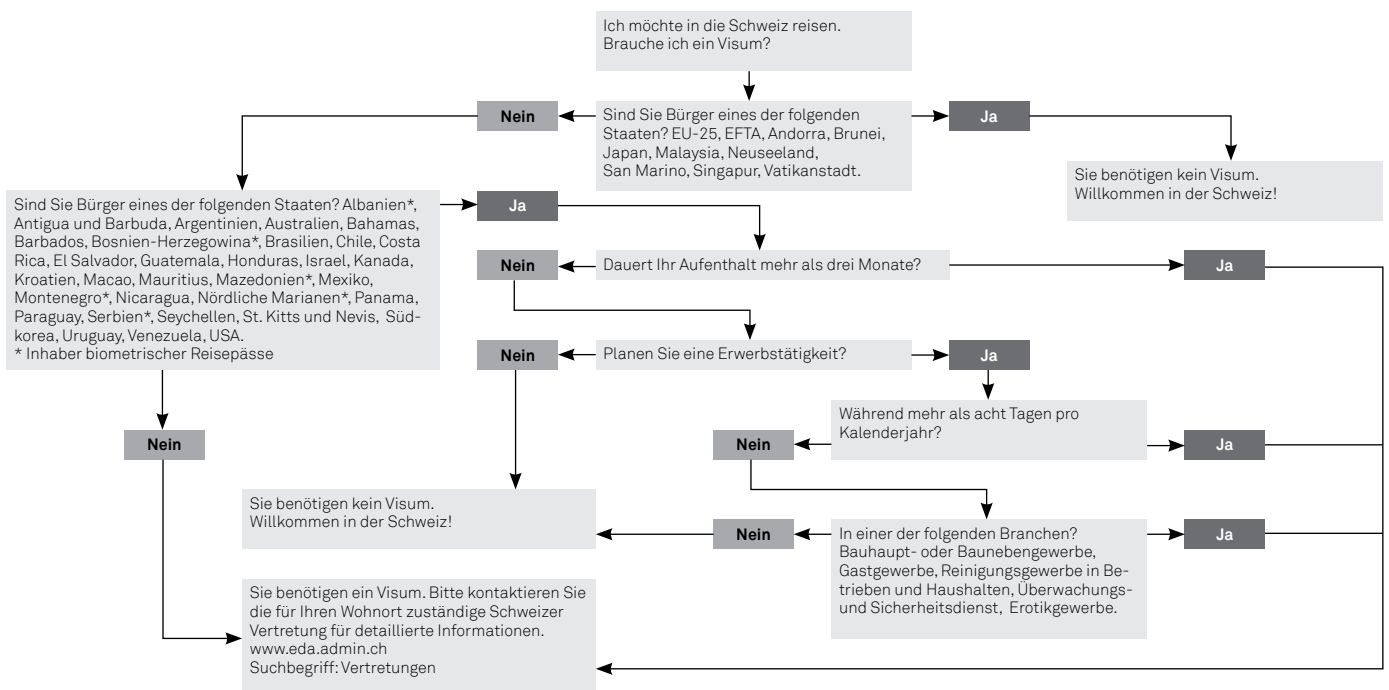 Ich möchte in die Schweiz reisen.
Brauche ich ein Visum?
Nein
Sind Sie Bürger eines der folgenden
Staaten? EU-25, EFTA, Andorra, Brunei,
Japan, Malaysia, Neuseeland,
San Marino, Singapur, Vatikanstadt.
Ja
Sie benötigen kein Visum.
Willkommen in der Schweiz!
Sind Sie Bürger eines der folgenden Staaten? Albanien*,
Antigua und Barbuda, Argentinien, Australien, Bahamas,
Barbados, Bosnien-Herzegowina*, Brasilien, Chile, Costa
Rica, El Salvador, Guatemala, Honduras, Israel, Kanada,
Kroatien, Macao, Mauritius, Mazedonien*, Mexiko,
Montenegro*, Nicaragua, Nördliche Marianen*, Panama,
Paraguay, Serbien*, Seychellen, St. Kitts und Nevis, Süd-
korea, Uruguay, Venezuela, USA.
* Inhaber biometrischer Reisepässe
Ja
Nein
Dauert Ihr Aufenthalt mehr als drei Monate?
Ja
Nein
Planen Sie eine Erwerbstätigkeit?
Ja
Nein
Während mehr als acht Tagen pro
Kalenderjahr?
Nein
Ja
Sie benötigen kein Visum.
Willkommen in der Schweiz!
Nein
In einer der folgenden Branchen?
Bauhaupt- oder Baunebengewerbe,
Gastgewerbe, Reinigungsgewerbe in Be-
trieben und Haushalten, Überwachungs-
und Sicherheitsdienst, Erotikgewerbe.
Ja
Sie benötigen ein Visum. Bitte kontaktieren Sie
die für Ihren Wohnort zuständige Schweizer
Vertretung für detaillierte Informationen.
www.eda.admin.ch
Suchbegriff: Vertretungen